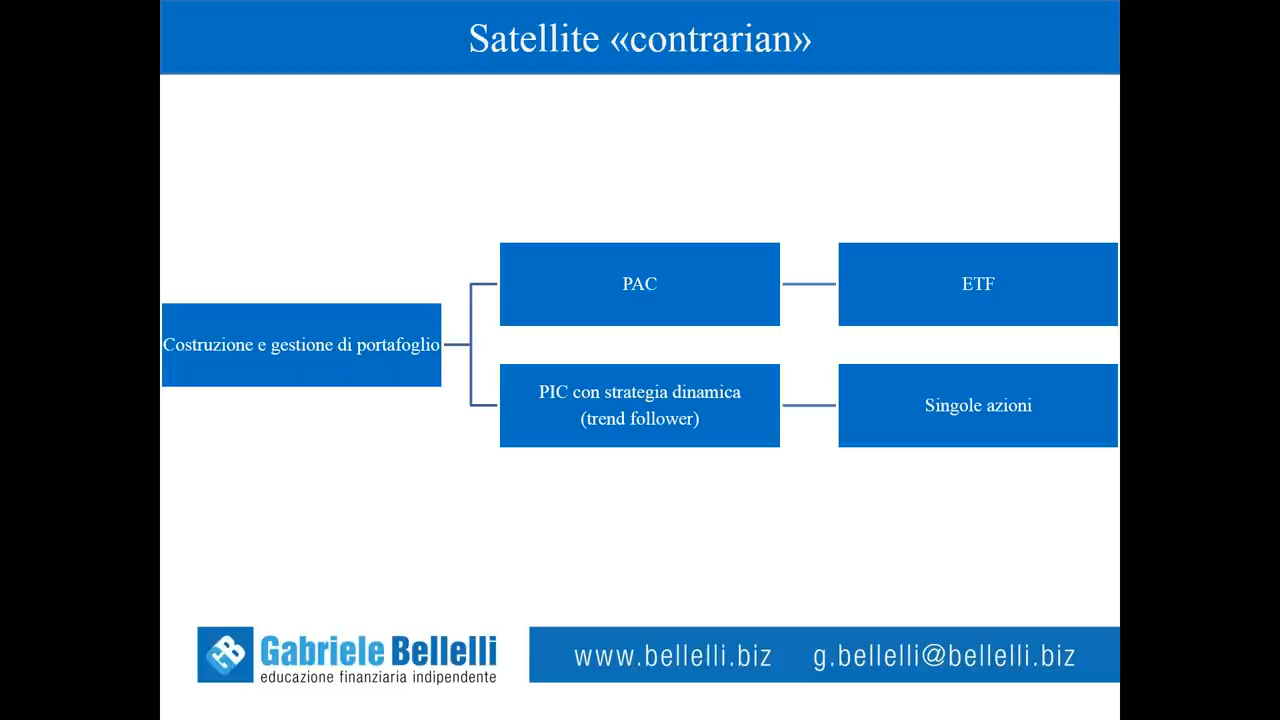 Satellite «contrarian»
PAC
ETF
Costruzione e gestione di portafoglio
PIC con strategia dinamica
(trend follower)
Singole azioni
Gabriele Bellelli
educazione finanziaria indipendente
www.bellelli.biz g.bellelli@bellelli.biz